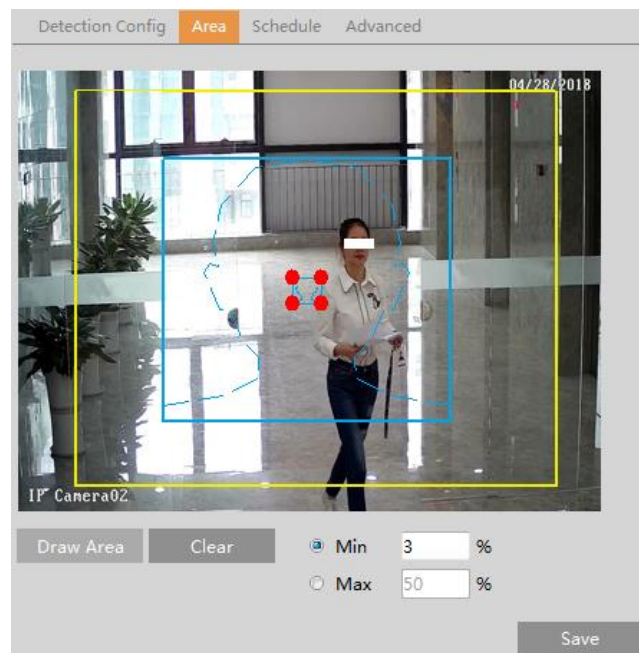 Detection Config Area Schedule Advanced
04/28/2018
IP Camera02
Draw Area Clear Min 3 %
Max 50 %
Save